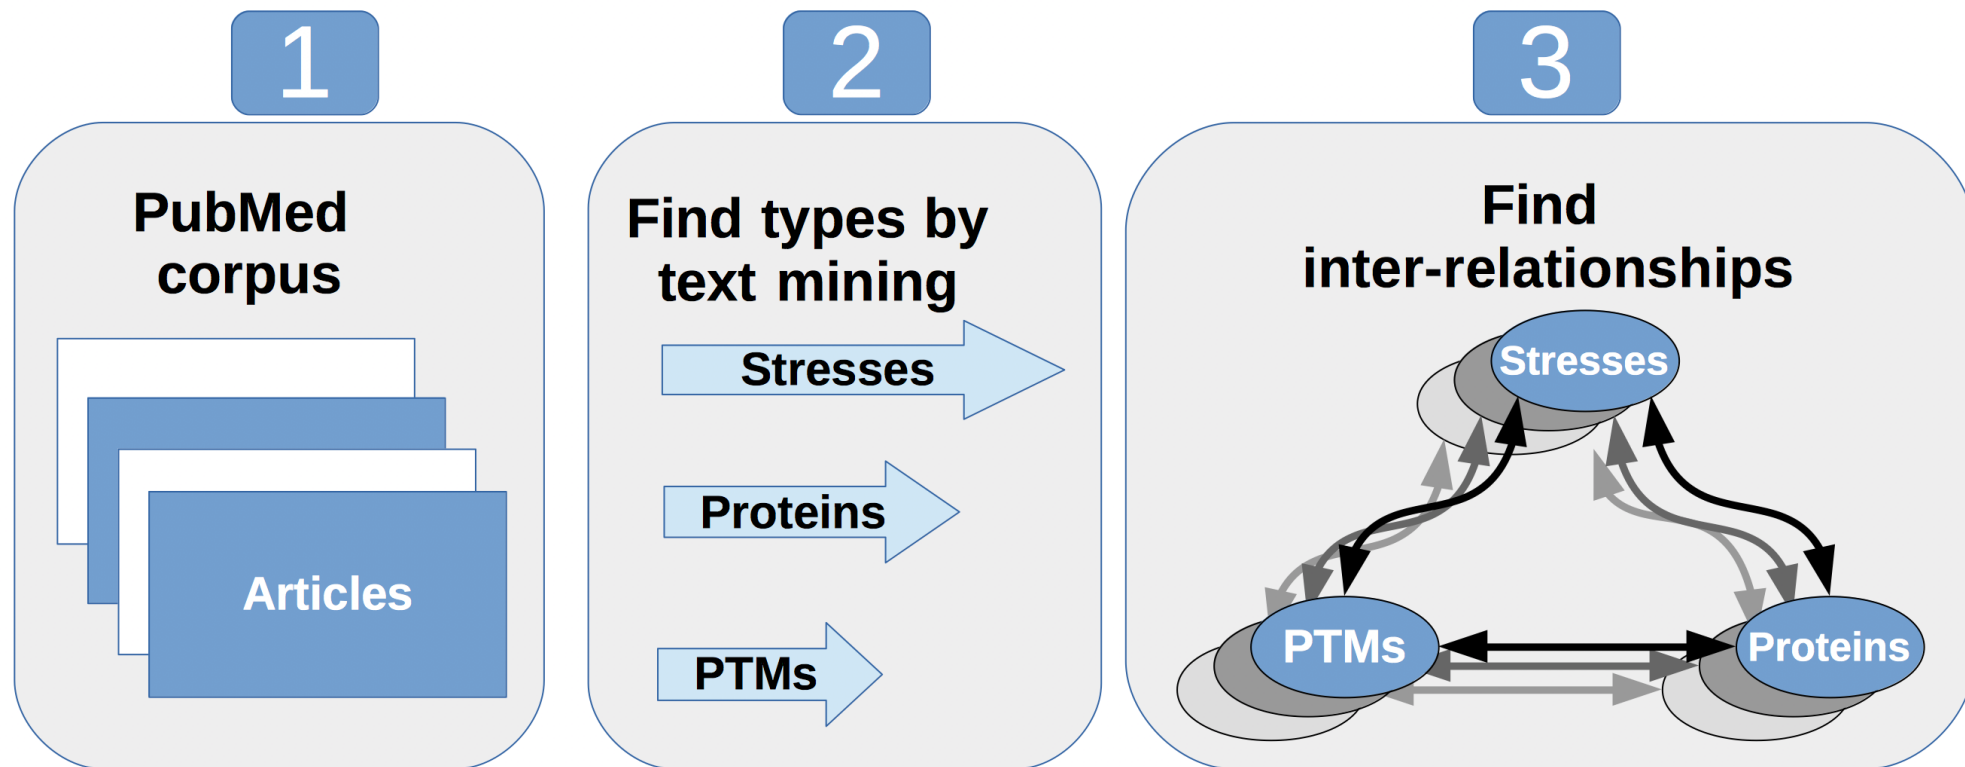 1
PubMed
corpus
Articles
2
Find types by
text mining
Stresses
Proteins
PTMs
3
Find
inter-relationships
Stresses
PTMs
Proteins